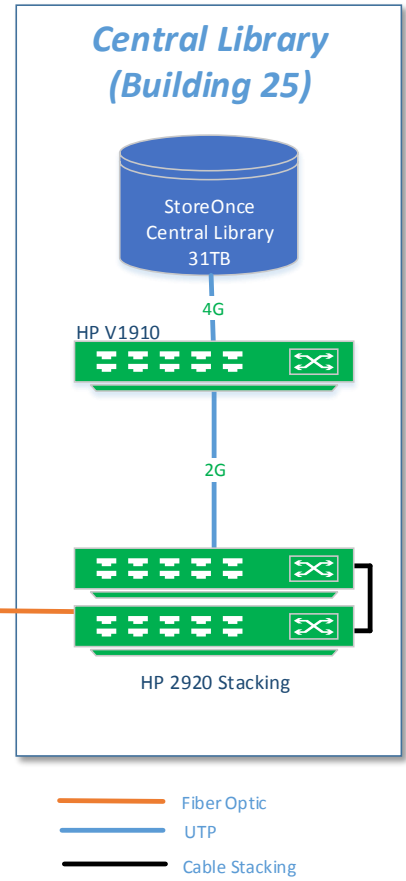 Central Library
(Building 25)
StoreOnce
Central Library
31TB
4G
HP V1910
2G
HP 2920 Stacking
Fiber Optic
UTP
Cable Stacking